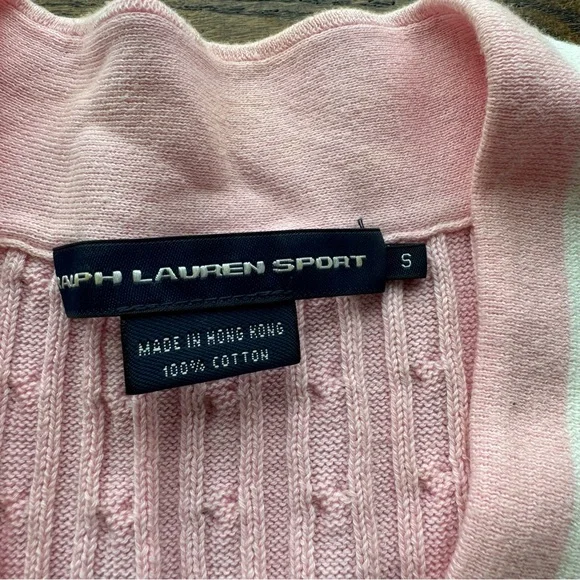 RALPH LAUREN SPORT
S
MADE IN HONG KONG
100% COTTON